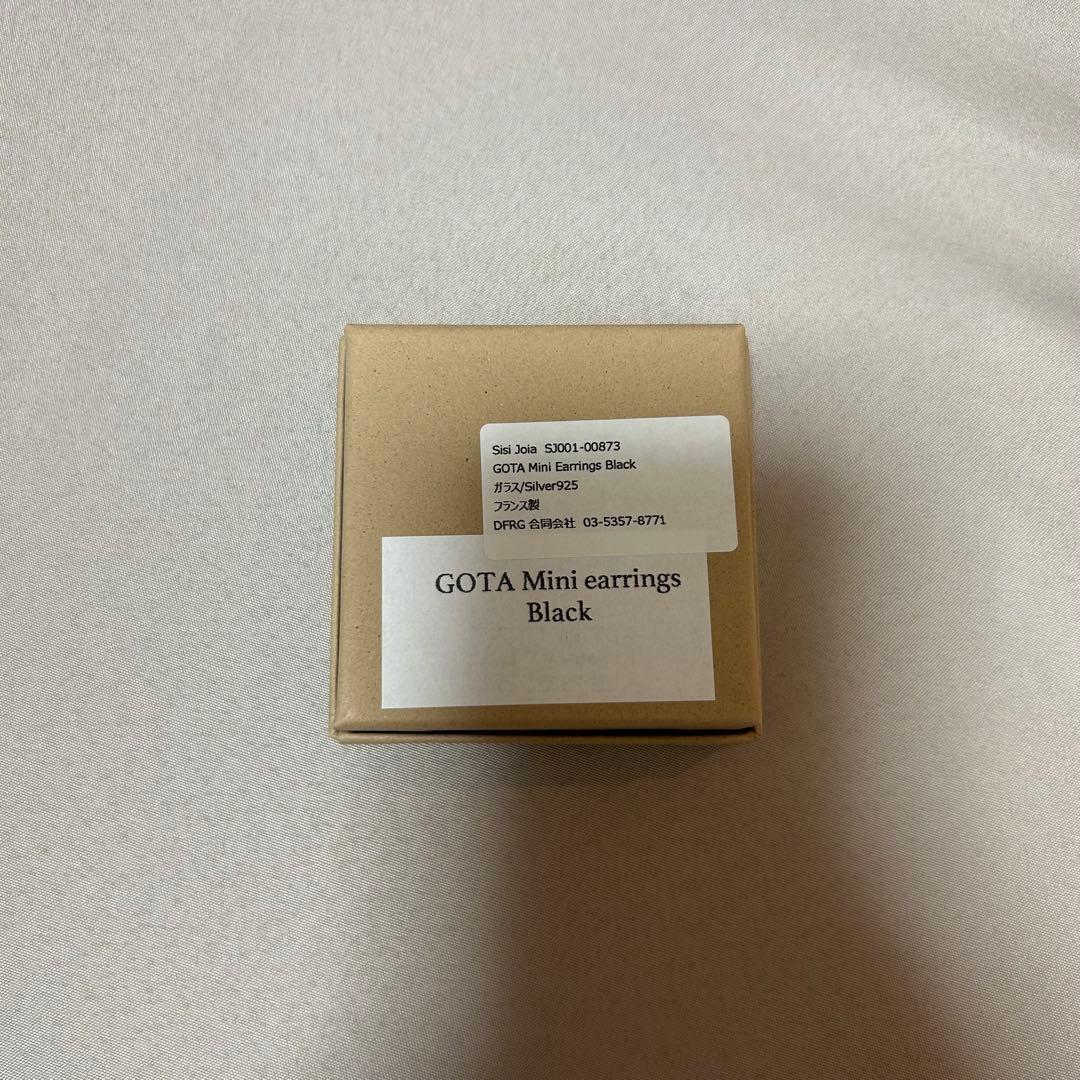 Sisi Joia SJ001-00873
GOTA Mini Earrings Black
ガラス/Silver925
フランス製
DFRG 合同会社 03-5357-8771
GOTA Mini earrings
Black